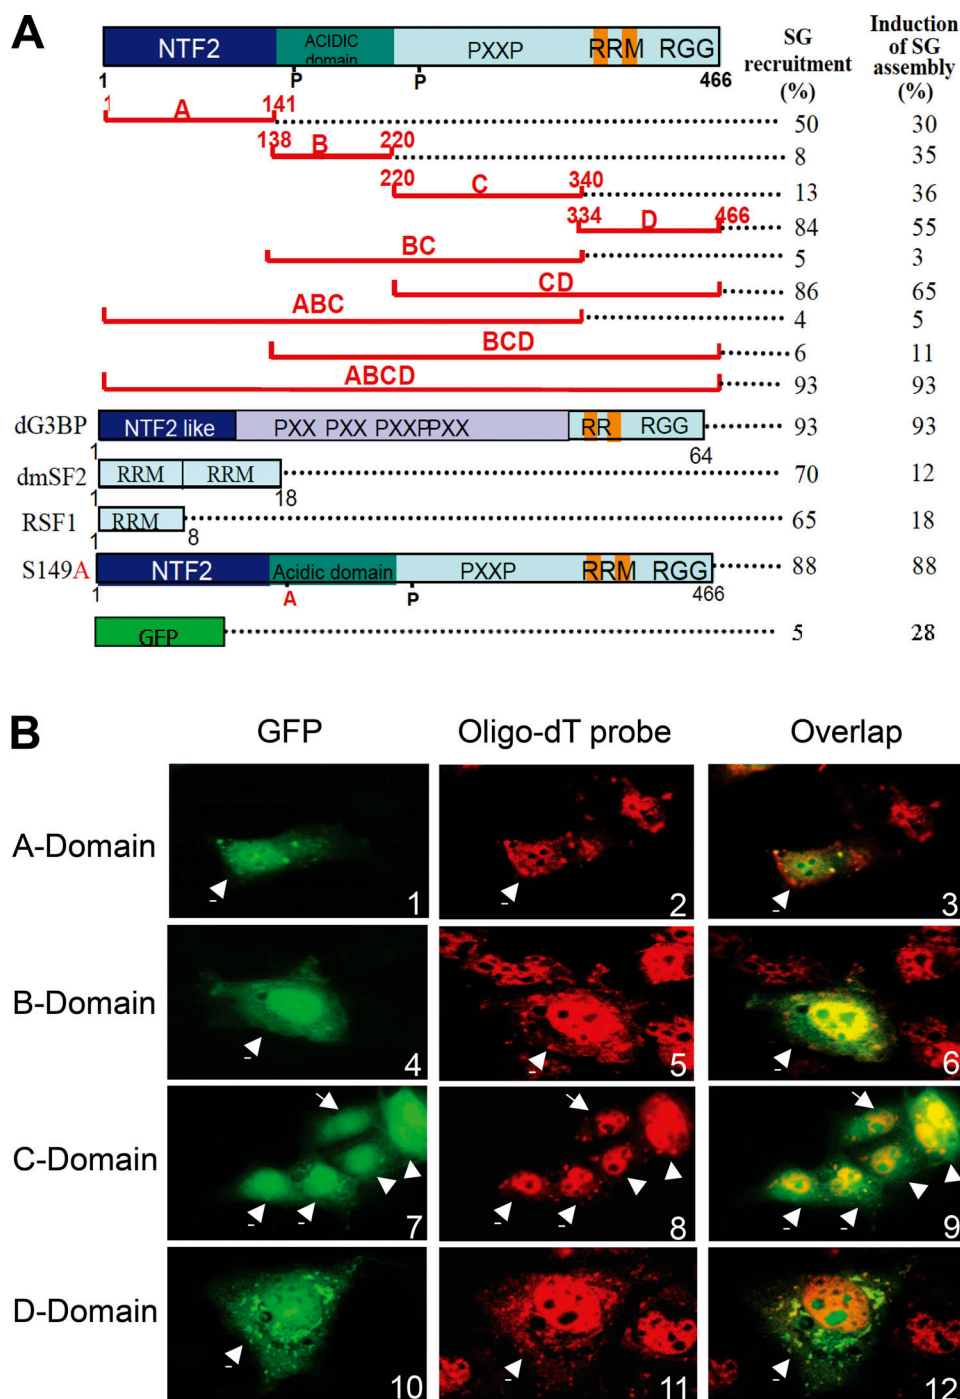 A
NTF2 ACIDIC domain PXXP RRM RGG
SG recruitment (%)
Induction of SG assembly (%)
1 P P 466
1 A 141 50 30
138 B 220 8 35
220 C 340 13 36
334 D 466 84 55
BC 5 3
CD 86 65
ABC 4 5
BCD 6 11
ABCD 93 93
dG3BP NTF2 like PXX PXX PXXPPXX RR RGG 93 93
1 64
dmSF2 RRM RRM 70 12
1 18
RSF1 RRM 65 18
1 8
S149A NTF2 Acidic domain PXXP RRM RGG 88 88
1 A P 466
GFP 5 28
B
GFP Oligo-dT probe Overlap
A-Domain 1 2 3
B-Domain 4 5 6
C-Domain 7 8 9
D-Domain 10 11 12